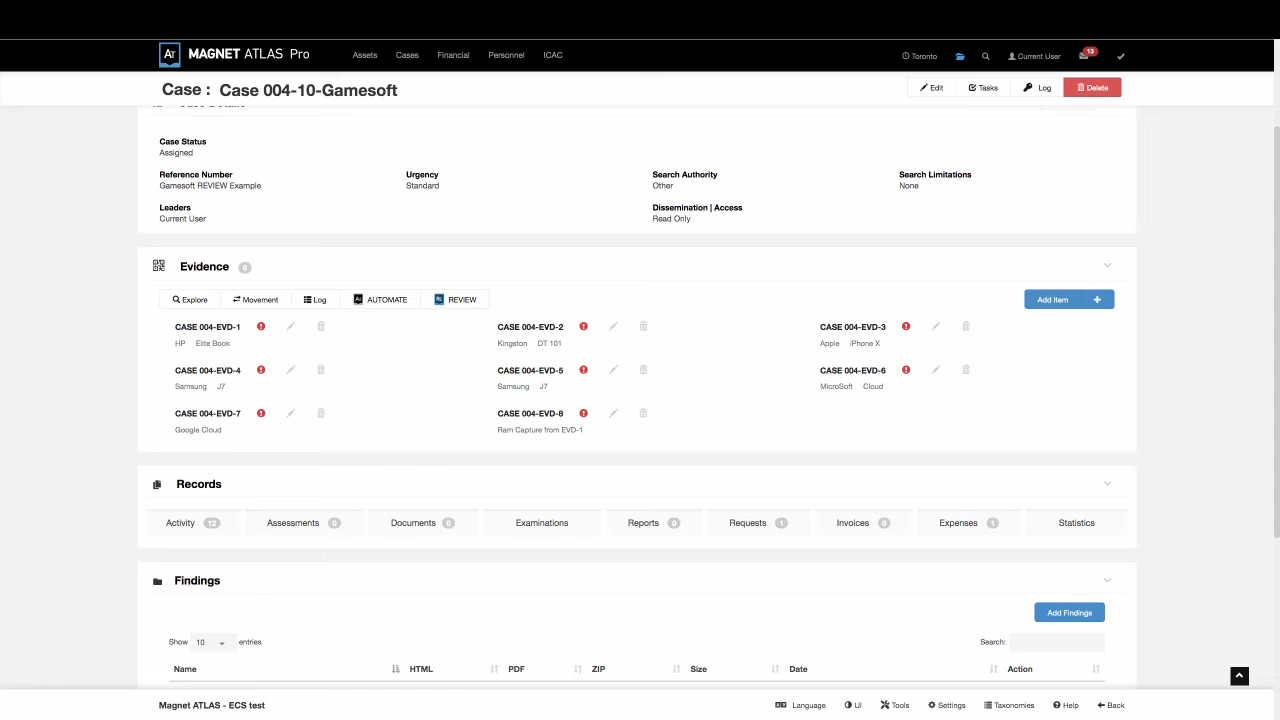 MAGNET ATLAS Pro Assets Cases Financial Personnel ICAC Toronto Current User 13
Case : Case 004-10-Gamesoft Edit Tasks Log Delete
Case Details
Case Status
Assigned
Reference Number Urgency Search Authority Search Limitations
Gamesoft REVIEW Example Standard Other None
Leaders Dissemination | Access
Current User Read Only
Evidence
Explore Movement Log AUTOMATE REVIEW Add Item +
CASE 004-EVD-1 CASE 004-EVD-2 CASE 004-EVD-3
HP Elite Book Kingston DT 101 Apple iPhone X
CASE 004-EVD-4 CASE 004-EVD-5 CASE 004-EVD-6
Samsung J7 Samsung J7 MicroSoft Cloud
CASE 004-EVD-7 CASE 004-EVD-8
Google Cloud Ram Capture from EVD-1
Records
Activity 12 Assessments 0 Documents 0 Examinations Reports 0 Requests 1 Invoices 0 Expenses 1 Statistics
Findings
Add Findings
Show 10 entries Search:
Name HTML PDF ZIP Size Date Action
Magnet ATLAS - ECS test Language UI Tools Settings Taxonomies Help Back